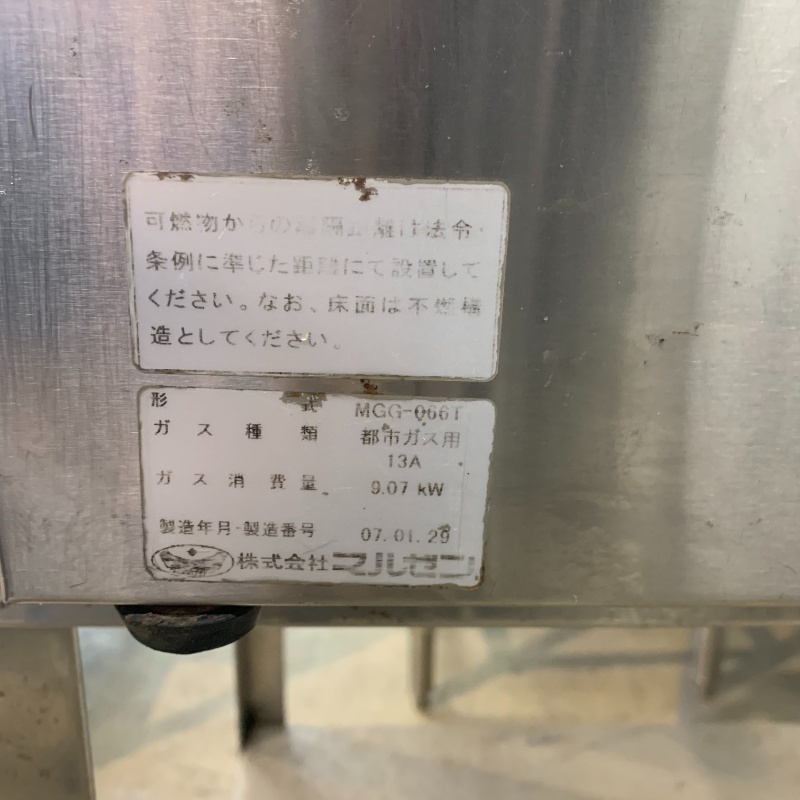 可燃物からの離隔距離は法令・
条例に準じた距離にて設置して
ください。なお、床面は不燃構
造としてください。
形式 MGG-066T
ガス種類 都市ガス用
13A
ガス消費量 9.07 kW
製造年月・製造番号 07.01.29
株式会社 マルゼン